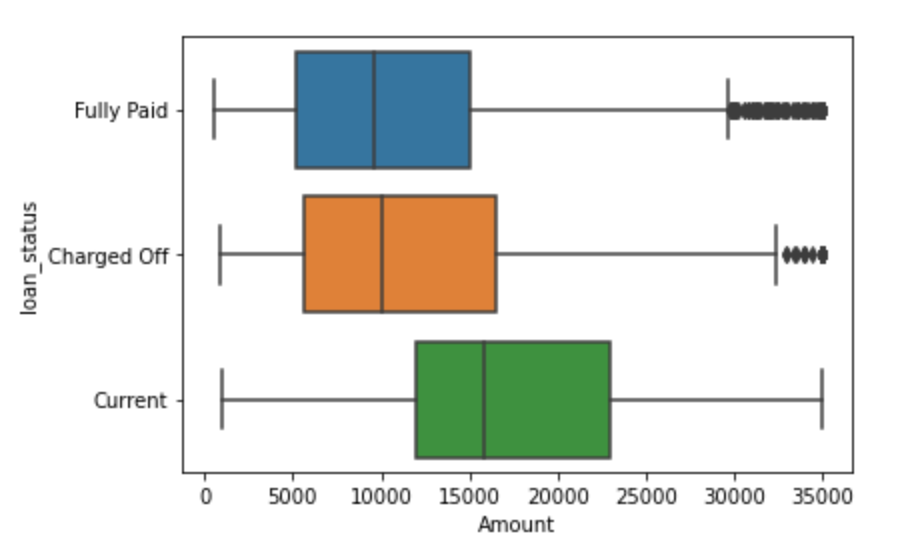 Fully Paid
loan_status
Charged Off
Current
0 5000 10000 15000 20000 25000 30000 35000
Amount